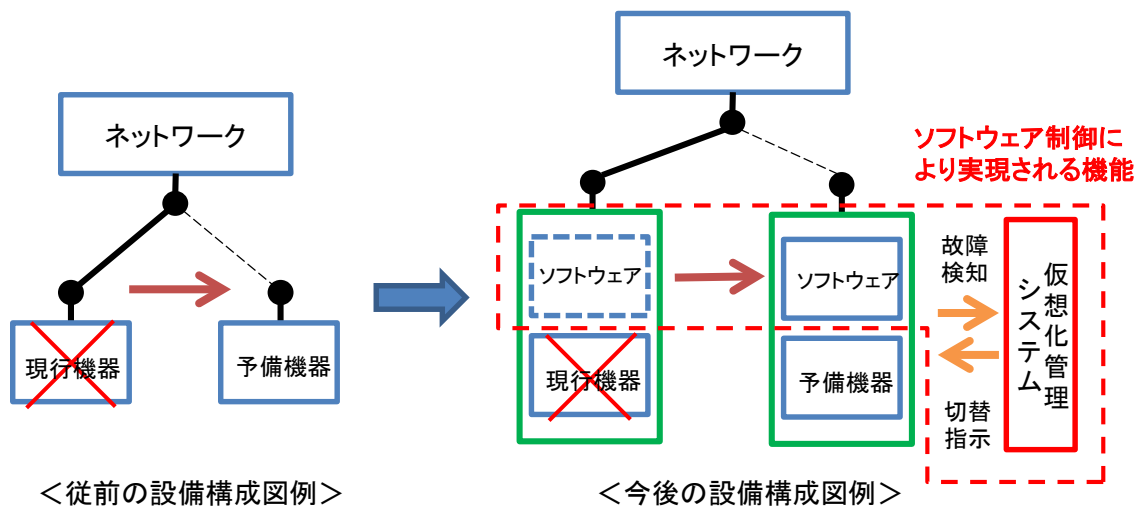 ネットワーク
現行機器
予備機器
＜従前の設備構成図例＞
ネットワーク
ソフトウェア制御に
より実現される機能
ソフトウェア
ソフトウェア
現行機器
予備機器
故障
検知
切替
指示
仮想化管理
システム
＜今後の設備構成図例＞